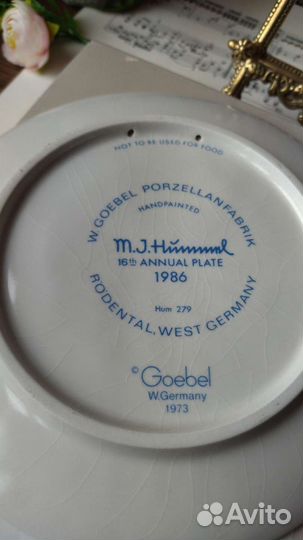 NOT TO BE USED FOR FOOD
W. GOEBEL PORZELLANFABRIK
HANDPAINTED
M.J.Hümmel
16th ANNUAL PLATE
1986
Hum 279
RODENTAL, WEST GERMANY
© Goebel
W.Germany
1973
Avito